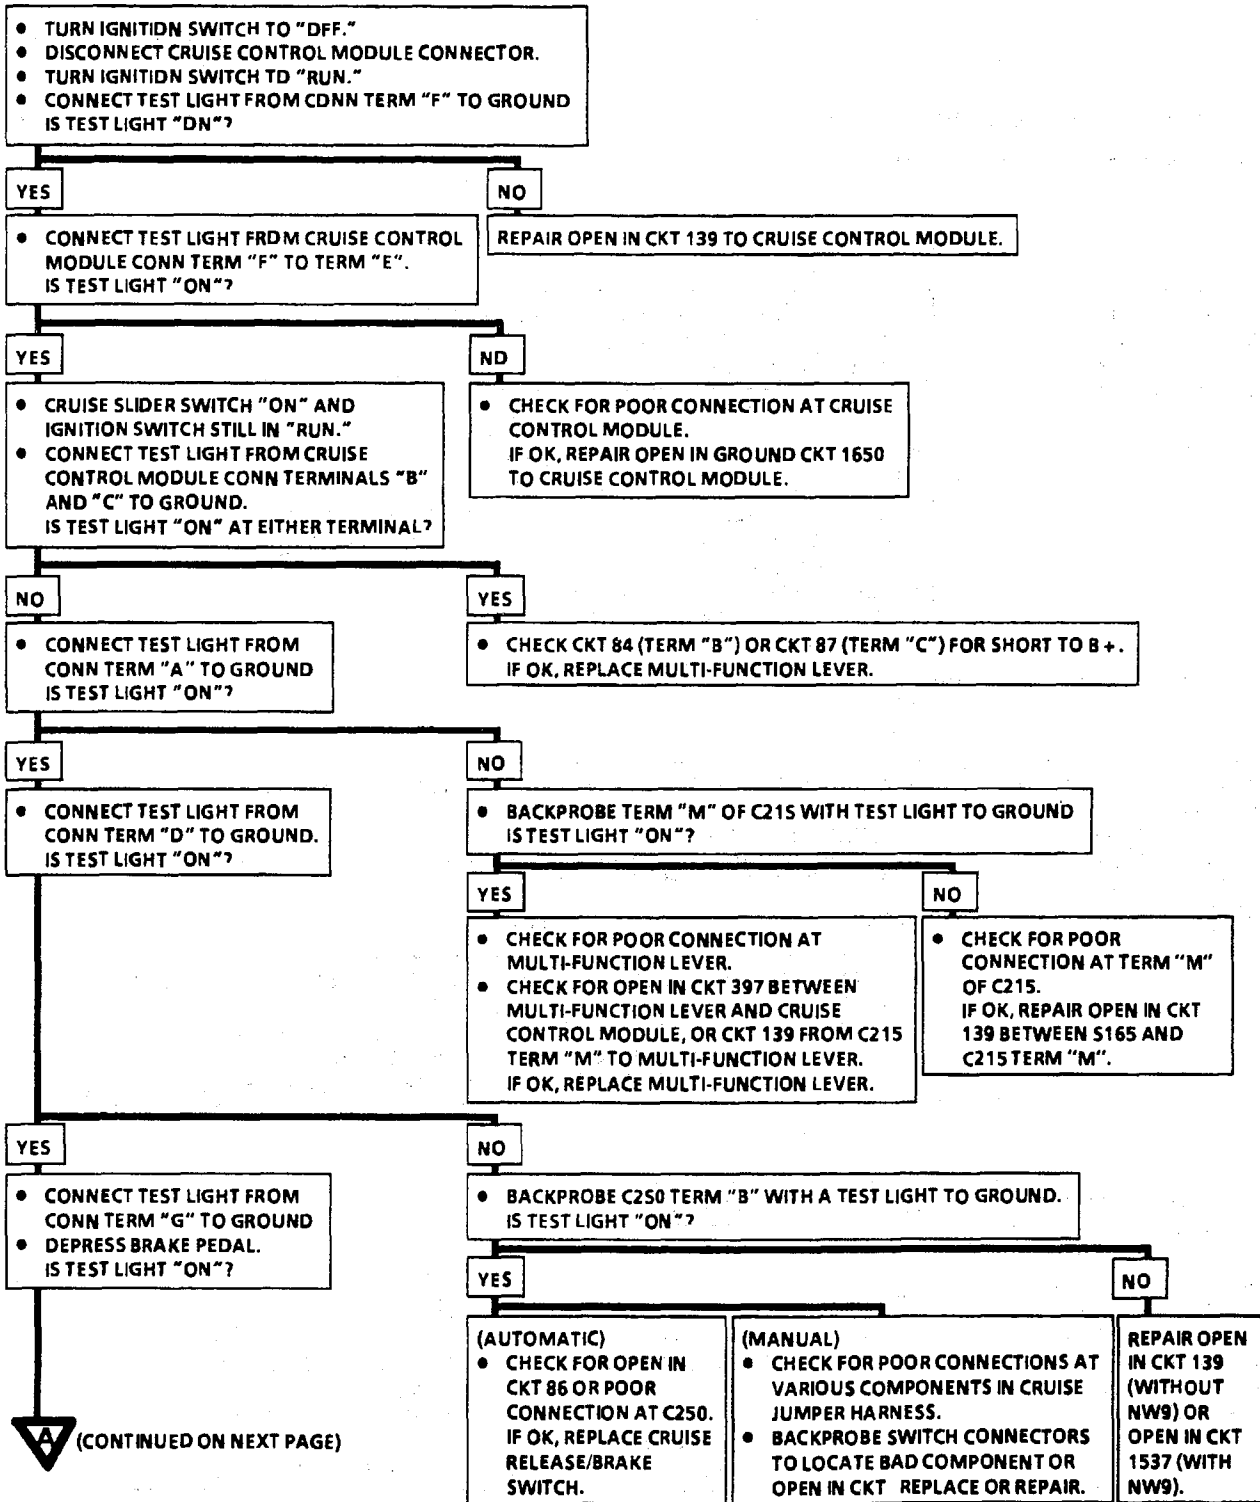 • TURN IGNITIDN SWITCH TO "DFF."
• DISCONNECT CRUISE CONTROL MODULE CONNECTOR.
• TURN IGNITIDN SWITCH TD "RUN."
• CONNECT TEST LIGHT FROM CDNN TERM "F" TO GROUND
IS TEST LIGHT "DN"?
YES
NO
• CONNECT TEST LIGHT FRDM CRUISE CONTROL
MODULE CONN TERM "F" TO TERM "E".
IS TEST LIGHT "ON"?
REPAIR OPEN IN CKT 139 TO CRUISE CONTROL MODULE.
YES
ND
• CRUISE SLIDER SWITCH "ON" AND
IGNITION SWITCH STILL IN "RUN."
• CONNECT TEST LIGHT FROM CRUISE
CONTROL MODULE CONN TERMINALS "B"
AND "C" TO GROUND.
IS TEST LIGHT "ON" AT EITHER TERMINAL?
• CHECK FOR POOR CONNECTION AT CRUISE
CONTROL MODULE.
IF OK, REPAIR OPEN IN GROUND CKT 1650
TO CRUISE CONTROL MODULE.
NO
YES
• CONNECT TEST LIGHT FROM
CONN TERM "A" TO GROUND
IS TEST LIGHT "ON"?
• CHECK CKT 84 (TERM "B") OR CKT 87 (TERM "C") FOR SHORT TO B+.
IF OK, REPLACE MULTI-FUNCTION LEVER.
YES
NO
• CONNECT TEST LIGHT FROM
CONN TERM "D" TO GROUND.
IS TEST LIGHT "ON"?
• BACKPROBE TERM "M" OF C21S WITH TEST LIGHT TO GROUND
IS TEST LIGHT "ON"?
YES
NO
• CHECK FOR POOR CONNECTION AT
MULTI-FUNCTION LEVER.
• CHECK FOR OPEN IN CKT 397 BETWEEN
MULTI-FUNCTION LEVER AND CRUISE
CONTROL MODULE, OR CKT 139 FROM C215
TERM "M" TO MULTI-FUNCTION LEVER.
IF OK, REPLACE MULTI-FUNCTION LEVER.
• CHECK FOR POOR
CONNECTION AT TERM "M"
OF C215.
IF OK, REPAIR OPEN IN CKT
139 BETWEEN S165 AND
C215 TERM "M".
YES
NO
• CONNECT TEST LIGHT FROM
CONN TERM "G" TO GROUND
• DEPRESS BRAKE PEDAL.
IS TEST LIGHT "ON"?
• BACKPROBE C2S0 TERM "B" WITH A TEST LIGHT TO GROUND.
IS TEST LIGHT "ON"?
YES
NO
(AUTOMATIC)
• CHECK FOR OPEN IN
CKT 86 OR POOR
CONNECTION AT C250.
IF OK, REPLACE CRUISE
RELEASE/BRAKE
SWITCH.
(MANUAL)
• CHECK FOR POOR CONNECTIONS AT
VARIOUS COMPONENTS IN CRUISE
JUMPER HARNESS.
• BACKPROBE SWITCH CONNECTORS
TO LOCATE BAD COMPONENT OR
OPEN IN CKT REPLACE OR REPAIR.
REPAIR OPEN
IN CKT 139
(WITHOUT
NW9) OR
OPEN IN CKT
1537 (WITH
NW9).
A (CONTINUED ON NEXT PAGE)